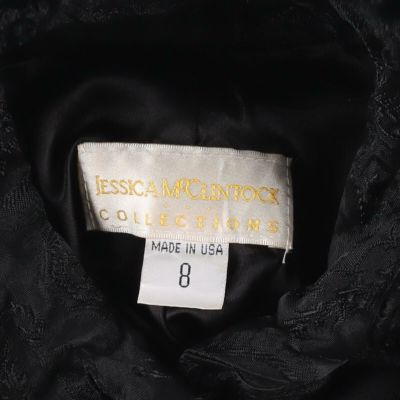 JESSICA McCLINTOCK
COLLECTIONS
MADE IN USA
8